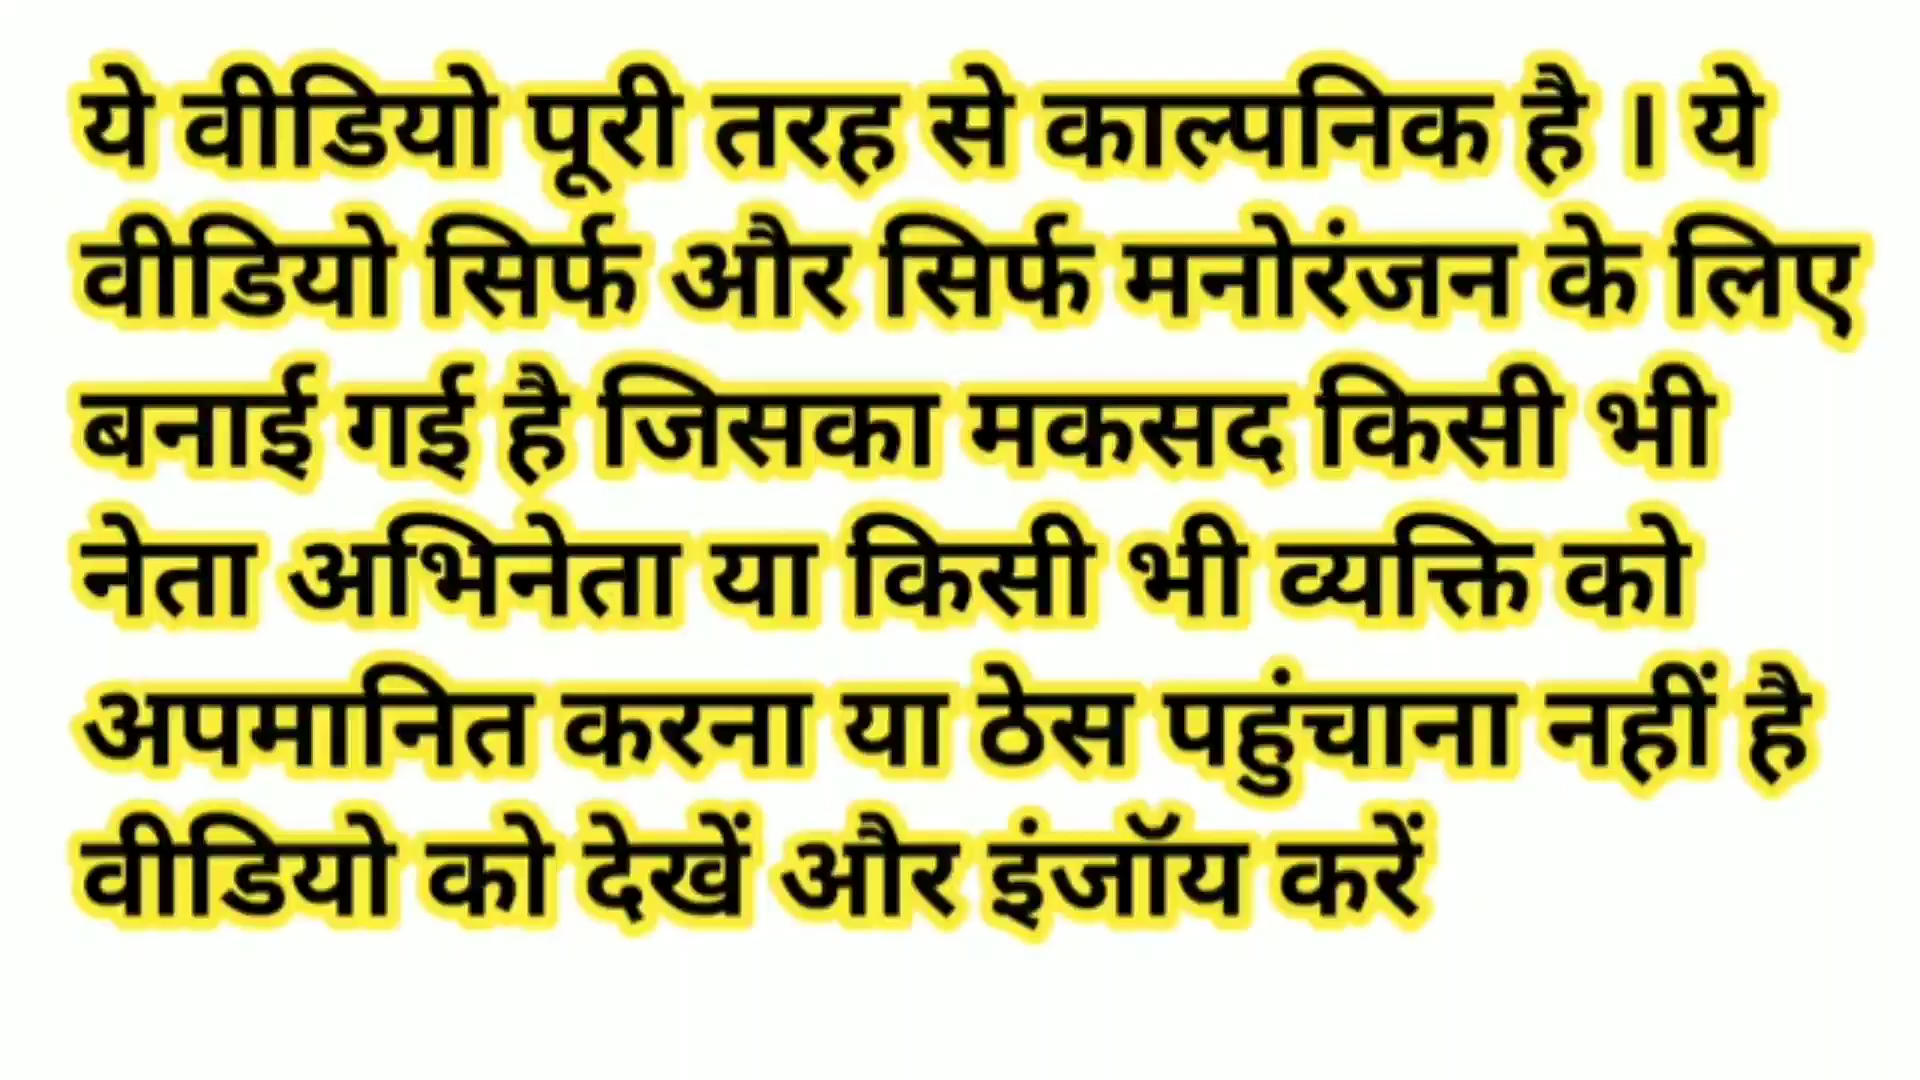 ये वीडियो पूरी तरह से काल्पनिक है । ये
वीडियो सिर्फ और सिर्फ मनोरंजन के लिए
बनाई गई है जिसका मकसद किसी भी
नेता अभिनेता या किसी भी व्यक्ति को
अपमानित करना या ठेस पहुंचाना नहीं है
वीडियो को देखें और इंजॉय करें